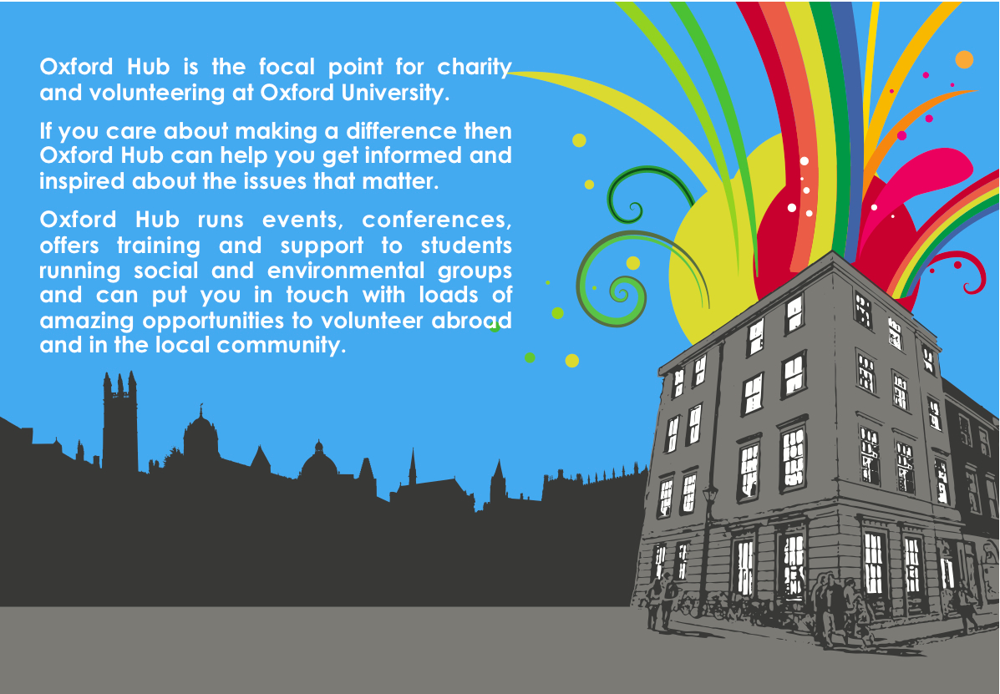 Oxford Hub is the focal point for charity
and volunteering at Oxford University.
If you care about making a difference then
Oxford Hub can help you get informed and
inspired about the issues that matter.
Oxford Hub runs events, conferences,
offers training and support to students
running social and environmental groups
and can put you in touch with loads of
amazing opportunities to volunteer abroad
and in the local community.